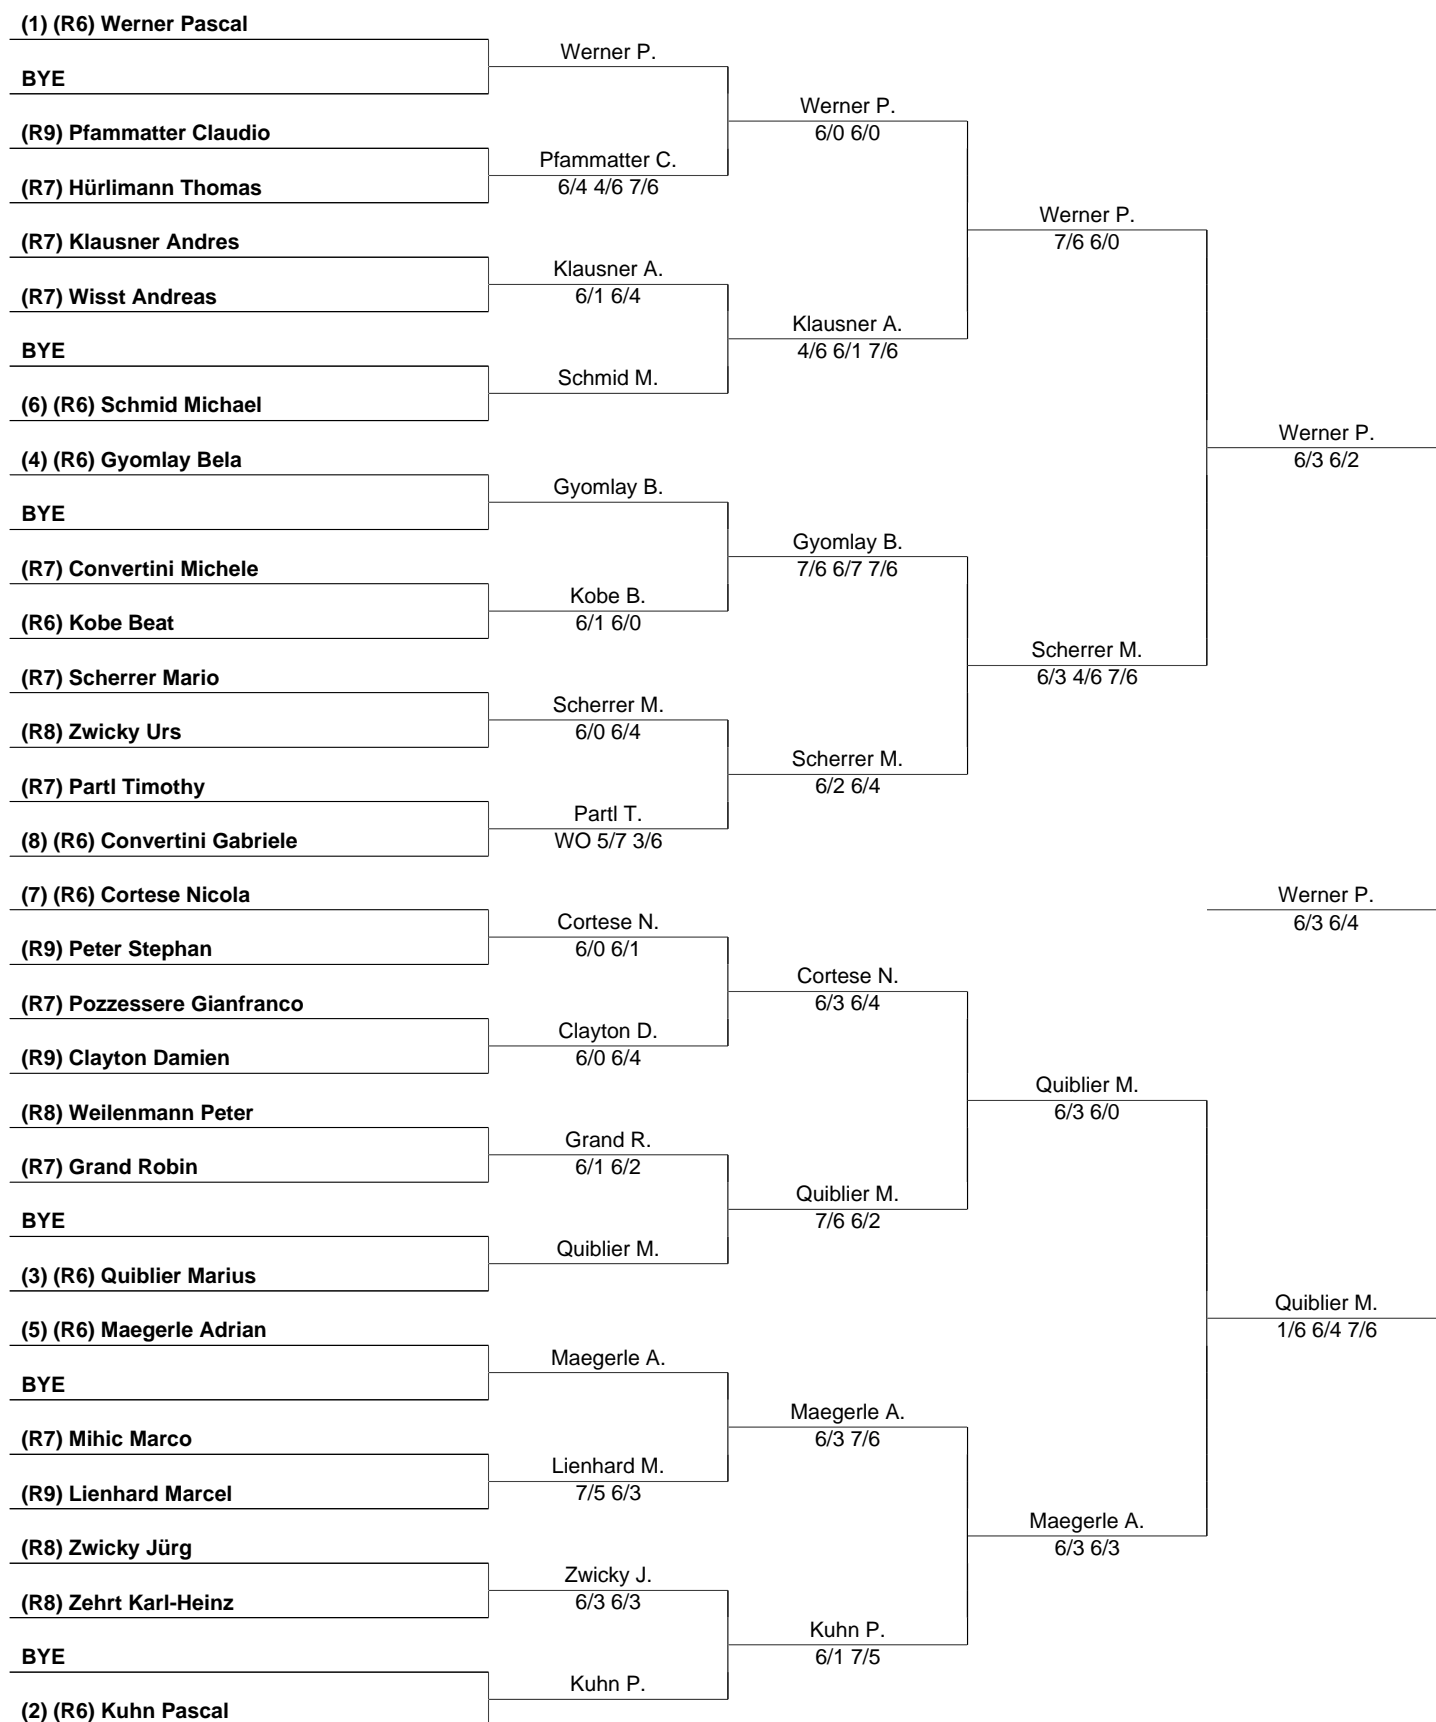 (1) (R6) Werner Pascal
BYE
(R9) Pfammatter Claudio
(R7) Hürlimann Thomas
(R7) Klausner Andres
(R7) Wisst Andreas
BYE
(6) (R6) Schmid Michael
(4) (R6) Gyomlay Bela
BYE
(R7) Convertini Michele
(R6) Kobe Beat
(R7) Scherrer Mario
(R8) Zwicky Urs
(R7) Partl Timothy
(8) (R6) Convertini Gabriele
(7) (R6) Cortese Nicola
(R9) Peter Stephan
(R7) Pozzessere Gianfranco
(R9) Clayton Damien
(R8) Weilenmann Peter
(R7) Grand Robin
BYE
(3) (R6) Quiblier Marius
(5) (R6) Maegerle Adrian
BYE
(R7) Mihic Marco
(R9) Lienhard Marcel
(R8) Zwicky Jürg
(R8) Zehrt Karl-Heinz
BYE
(2) (R6) Kuhn Pascal
Werner P.
Pfammatter C.
6/4 4/6 7/6
Klausner A.
6/1 6/4
Schmid M.
Gyomlay B.
Kobe B.
6/1 6/0
Scherrer M.
6/0 6/4
Partl T.
WO 5/7 3/6
Cortese N.
6/0 6/1
Clayton D.
6/0 6/4
Grand R.
6/1 6/2
Quiblier M.
Maegerle A.
Lienhard M.
7/5 6/3
Zwicky J.
6/3 6/3
Kuhn P.
Werner P.
6/0 6/0
Klausner A.
4/6 6/1 7/6
Gyomlay B.
7/6 6/7 7/6
Scherrer M.
6/2 6/4
Cortese N.
6/3 6/4
Quiblier M.
7/6 6/2
Maegerle A.
6/3 7/6
Kuhn P.
6/1 7/5
Werner P.
7/6 6/0
Scherrer M.
6/3 4/6 7/6
Quiblier M.
6/3 6/0
Maegerle A.
6/3 6/3
Werner P.
6/3 6/2
Werner P.
6/3 6/4
Quiblier M.
1/6 6/4 7/6